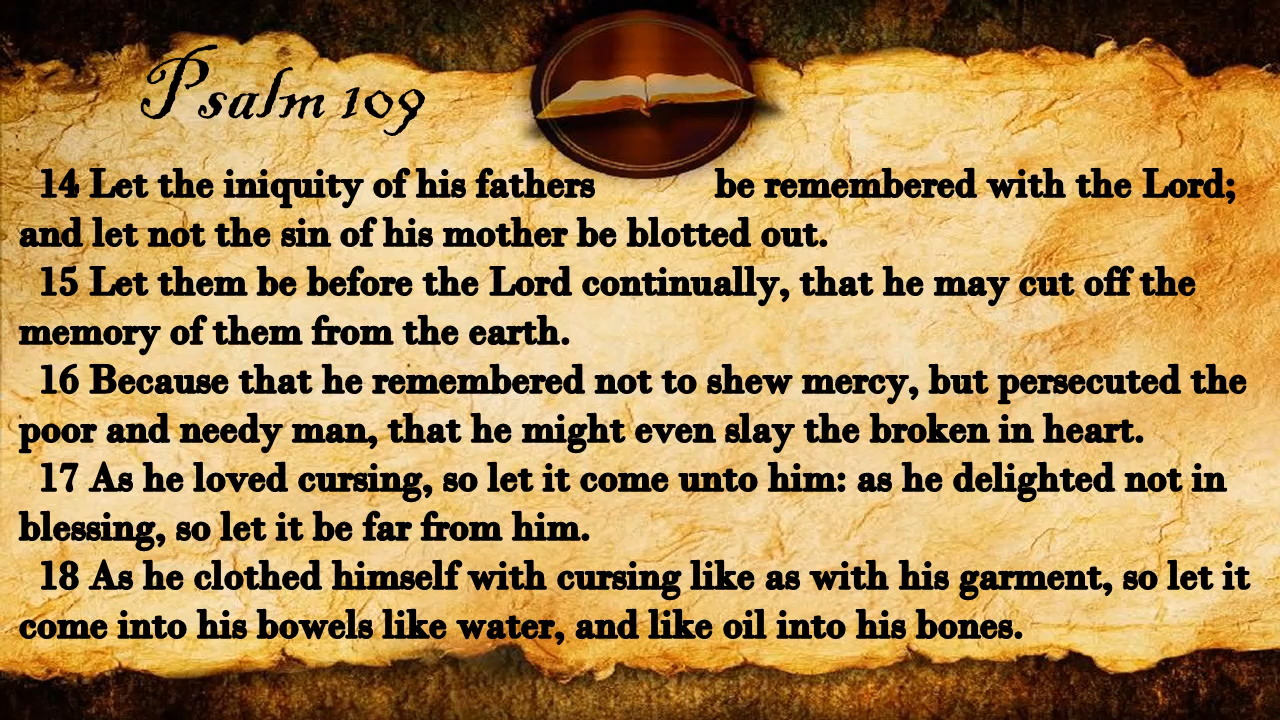 Psalm 109
14 Let the iniquity of his fathers be remembered with the Lord;
and let not the sin of his mother be blotted out.
15 Let them be before the Lord continually, that he may cut off the
memory of them from the earth.
16 Because that he remembered not to shew mercy, but persecuted the
poor and needy man, that he might even slay the broken in heart.
17 As he loved cursing, so let it come unto him: as he delighted not in
blessing, so let it be far from him.
18 As he clothed himself with cursing like as with his garment, so let it
come into his bowels like water, and like oil into his bones.